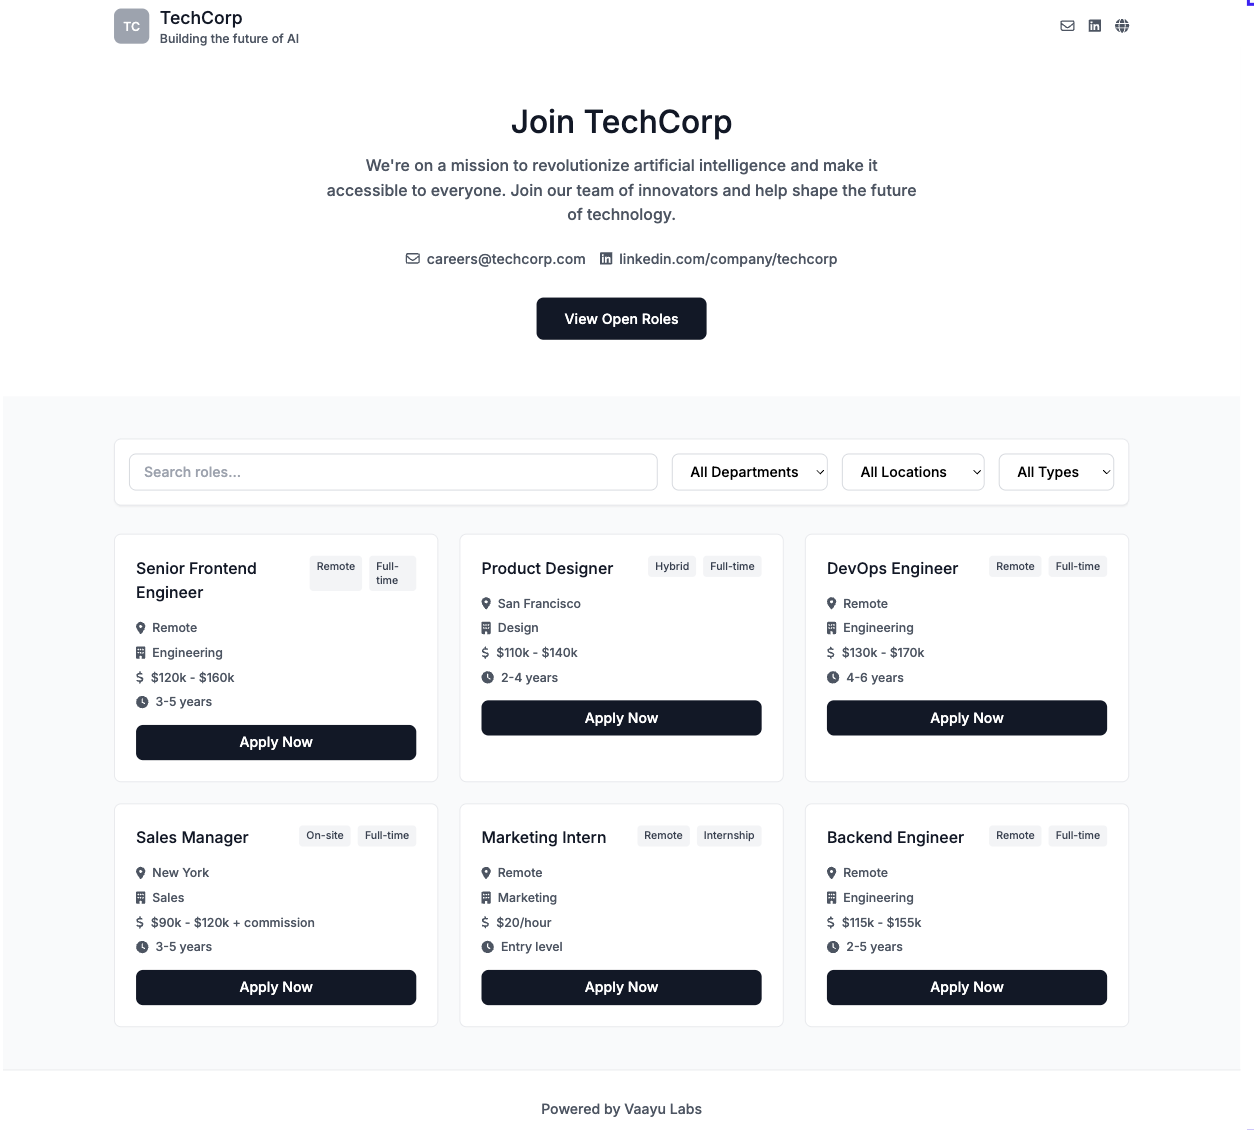 TC
TechCorp
Building the future of AI
Join TechCorp
We're on a mission to revolutionize artificial intelligence and make it
accessible to everyone. Join our team of innovators and help shape the future
of technology.
careers@techcorp.com linkedin.com/company/techcorp
View Open Roles
Search roles...
All Departments
All Locations
All Types
Senior Frontend
Engineer
Remote
Full-
time
Remote
Engineering
$120k - $160k
3-5 years
Apply Now
Product Designer
Hybrid
Full-time
San Francisco
Design
$110k - $140k
2-4 years
Apply Now
DevOps Engineer
Remote
Full-time
Remote
Engineering
$130k - $170k
4-6 years
Apply Now
Sales Manager
On-site
Full-time
New York
Sales
$90k - $120k + commission
3-5 years
Apply Now
Marketing Intern
Remote
Internship
Remote
Marketing
$20/hour
Entry level
Apply Now
Backend Engineer
Remote
Full-time
Remote
Engineering
$115k - $155k
2-5 years
Apply Now
Powered by Vaayu Labs